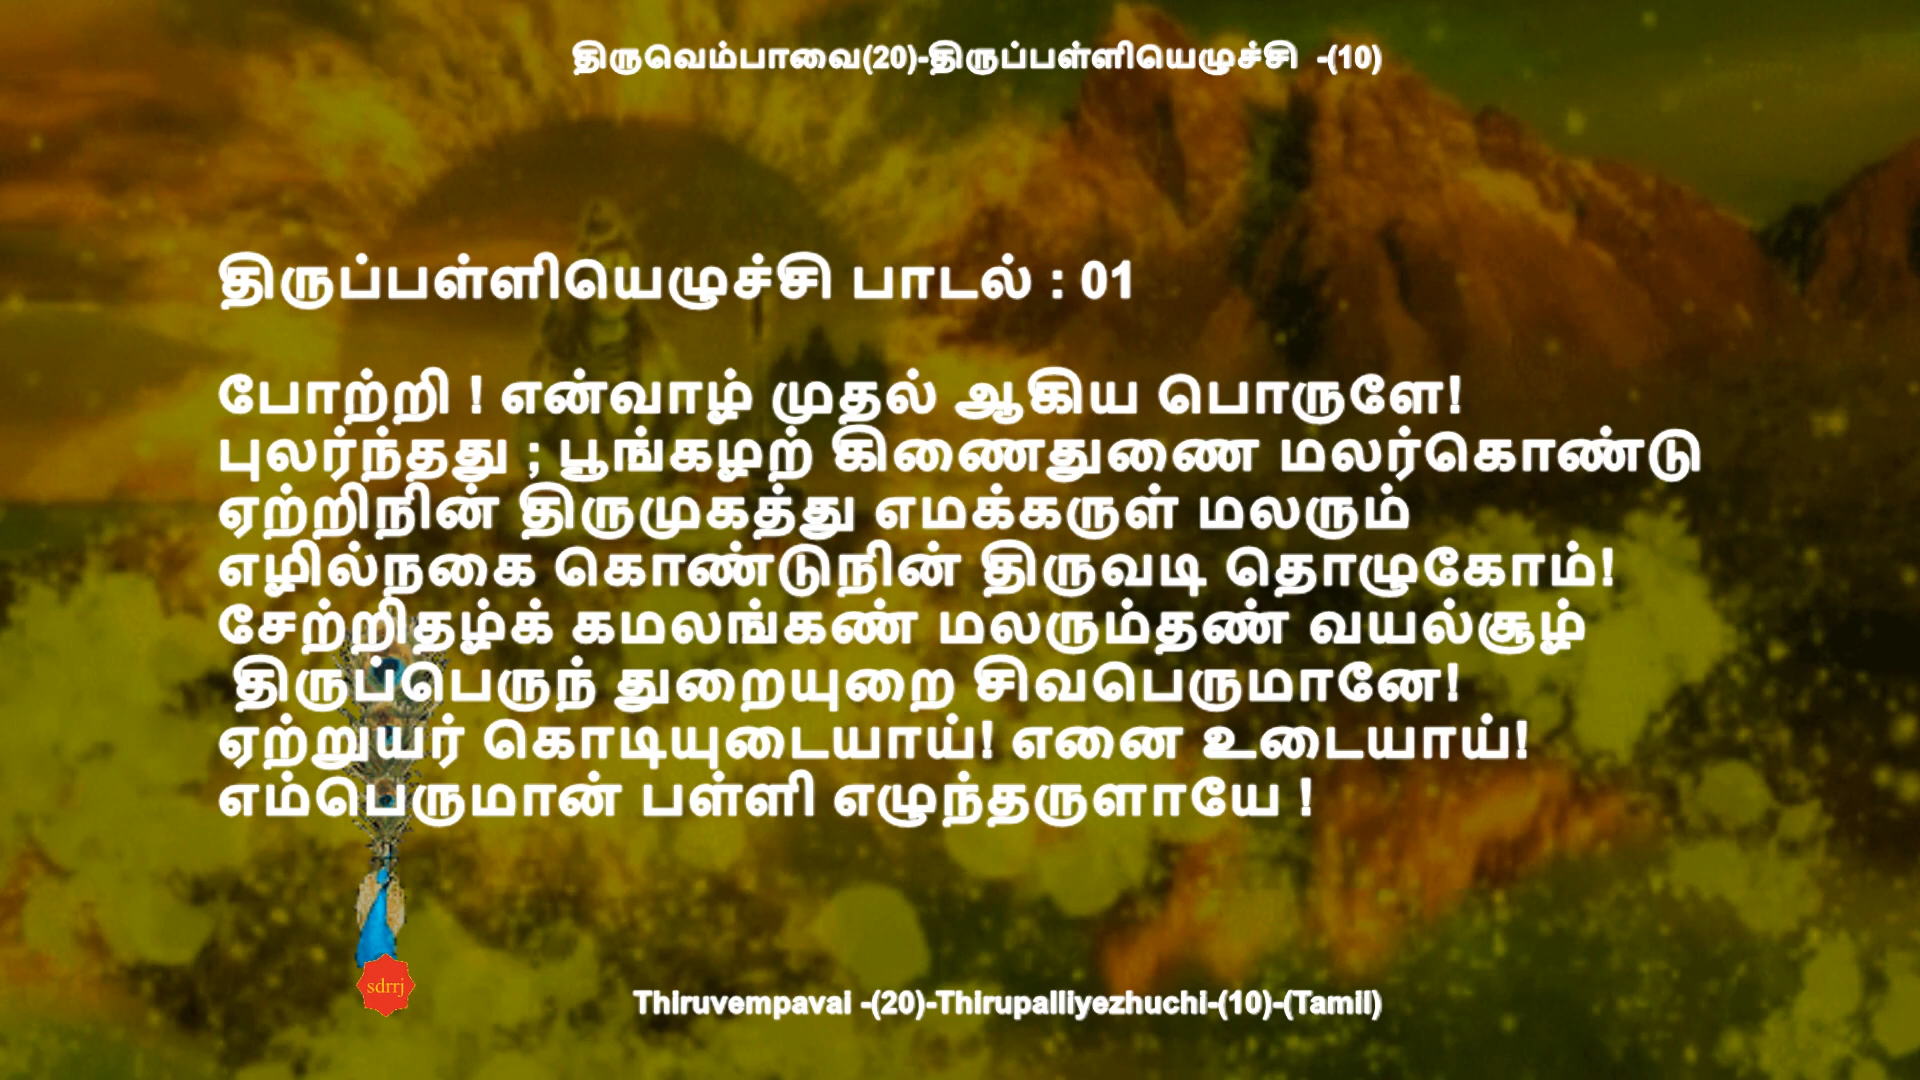 திருவெம்பாவை(20)-திருப்பள்ளியெழுச்சி -(10)
திருப்பள்ளியெழுச்சி பாடல் : 01
போற்றி ! என்வாழ் முதல் ஆகிய பொருளே!
புலர்ந்தது ; பூங்கழற் கிணைதுணை மலர்கொண்டு
ஏற்றிநின் திருமுகத்து எமக்கருள் மலரும்
எழில்நகை கொண்டுநின் திருவடி தொழுகோம்!
சேற்றிதழ்க் கமலங்கண் மலரும்தண் வயல்சூழ்
திருப்பெருந் துறையுறை சிவபெருமானே!
ஏற்றுயர் கொடியுடையாய்! எனை உடையாய்!
எம்பெருமான் பள்ளி எழுந்தருளாயே !
sdrrj
Thiruvempavai -(20)-Thirupalliyezhuchi-(10)-(Tamil)